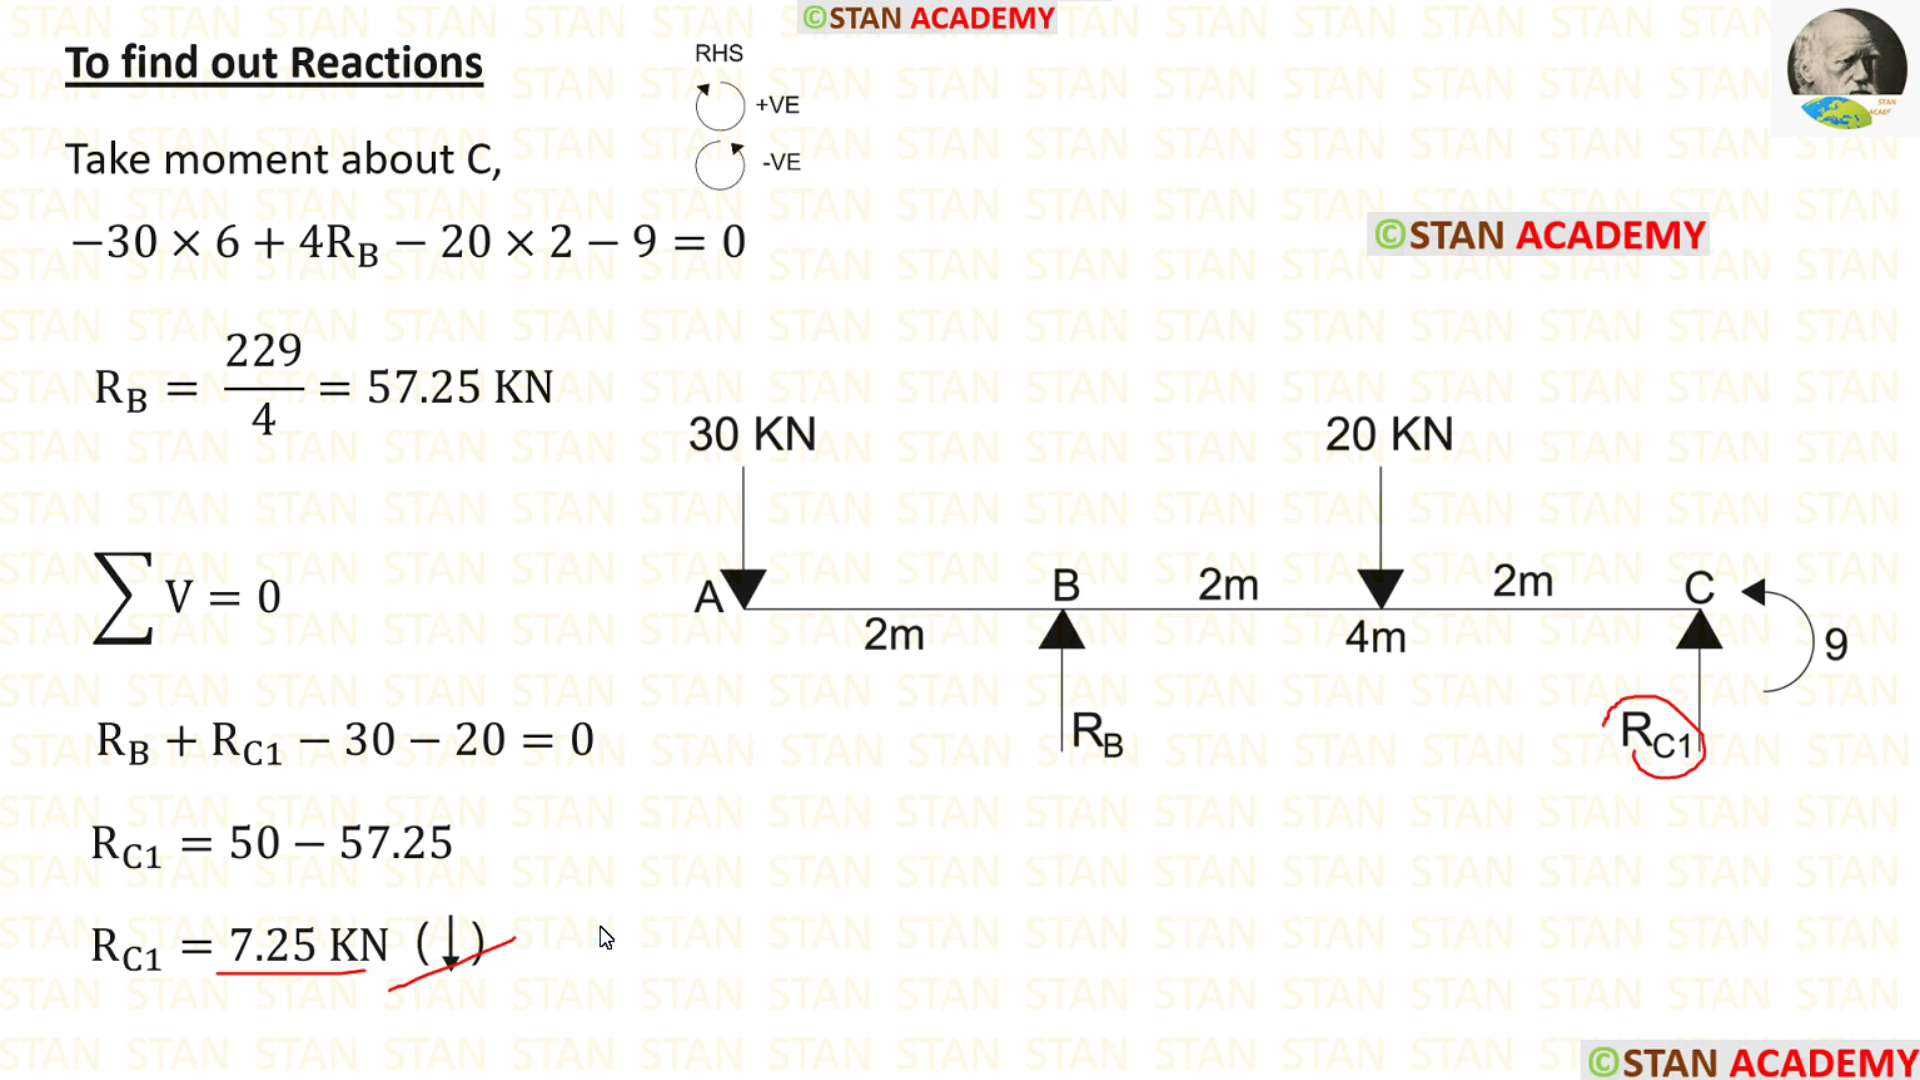 ©STAN ACADEMY
To find out Reactions
RHS
+VE
-VE
STAN
ACADF
Take moment about C,
−30 × 6 + 4R_B − 20 × 2 − 9 = 0
©STAN ACADEMY
R_B = 229/4 = 57.25 KN
30 KN
20 KN
∑ V = 0
A
B
2m
2m
C
2m
4m
9
R_B
R_C1
R_B + R_C1 − 30 − 20 = 0
R_C1 = 50 − 57.25
R_C1 = 7.25 KN (↓)
©STAN ACADEMY